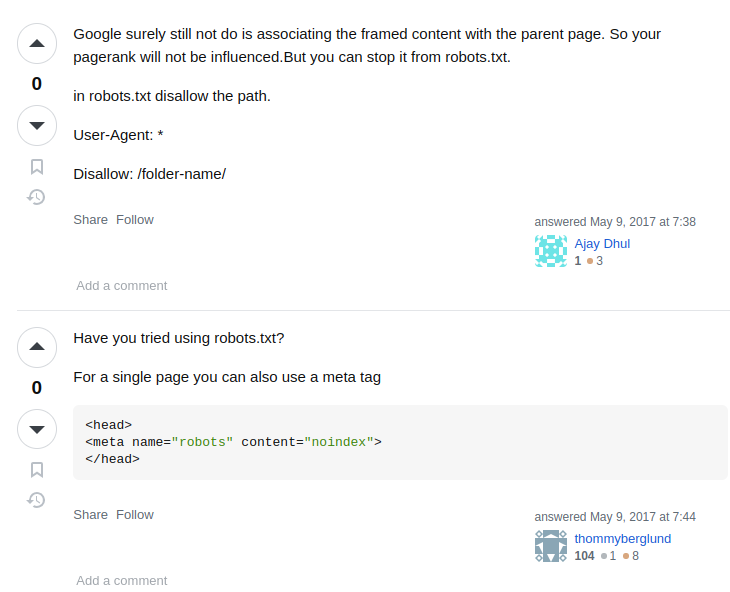 Google surely still not do is associating the framed content with the parent page. So your
pagerank will not be influenced.But you can stop it from robots.txt.
0
in robots.txt disallow the path.
User-Agent: *
Disallow: /folder-name/
Share Follow
answered May 9, 2017 at 7:38
Ajay Dhul
1 3
Add a comment
Have you tried using robots.txt?
0
For a single page you can also use a meta tag
<head>
<meta name="robots" content="noindex">
</head>
Share Follow
answered May 9, 2017 at 7:44
thommyberglund
104 1 8
Add a comment